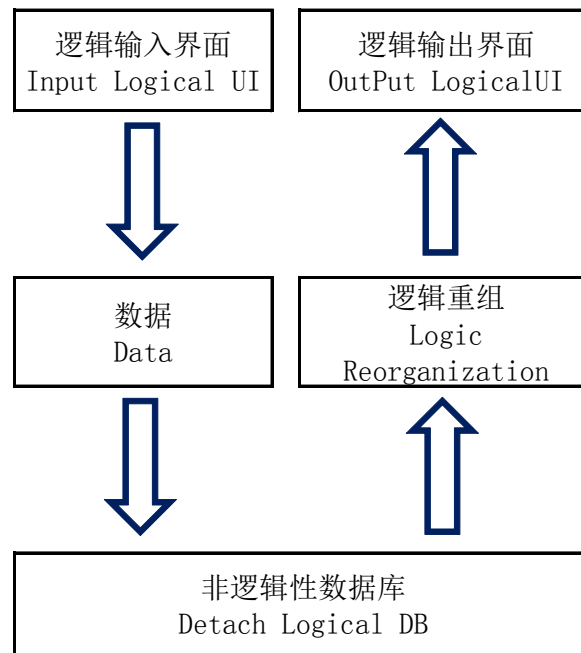 逻辑输入界面
Input Logical UI
逻辑输出界面
OutPut LogicalUI
数据
Data
逻辑重组
Logic
Reorganization
非逻辑性数据库
Detach Logical DB